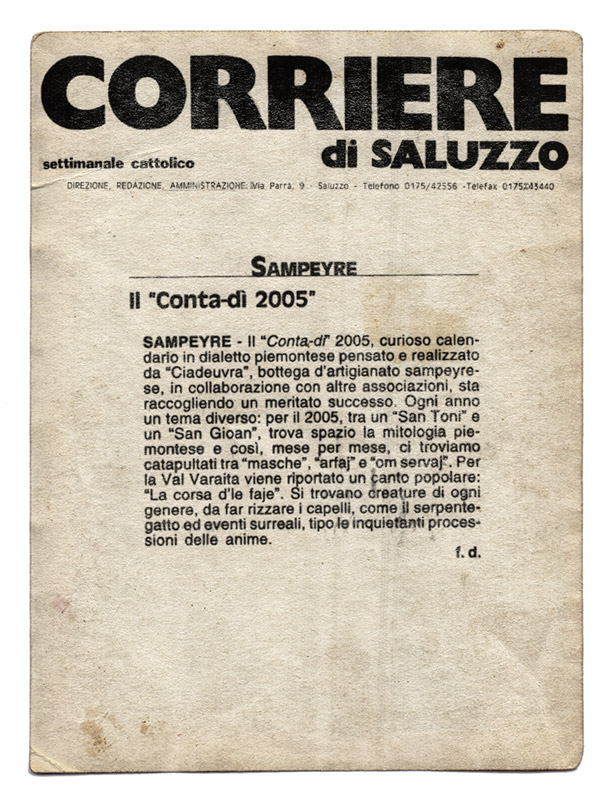 CORRIERE
di SALUZZO
settimanale cattolico
DIREZIONE, REDAZIONE, AMMINISTRAZIONE: Via Parra, 9 - Saluzzo - Telefono 0175/42556 - Telefax 0175/43440
SAMPEYRE
Il "Conta-dì 2005"
SAMPEYRE - Il "Conta-dì" 2005, curioso calen-
dario in dialetto piemontese pensato e realizzato
da "Ciadeuvra", bottega d'artigianato sampeyre-
se, in collaborazione con altre associazioni, sta
raccogliendo un meritato successo. Ogni anno
un tema diverso: per il 2005, tra un "San Toni" e
un "San Gioan", trova spazio la mitologia pie-
montese e così, mese per mese, ci troviamo
catapultati tra "masche", "arfaj" e "om servaj". Per
la Val Varaita viene riportato un canto popolare:
"La corsa d'le faje". Si trovano creature di ogni
genere, da far rizzare i capelli, come il serpente-
gatto ed eventi surreali, tipo le inquietanti proces-
sioni delle anime.
f. d.